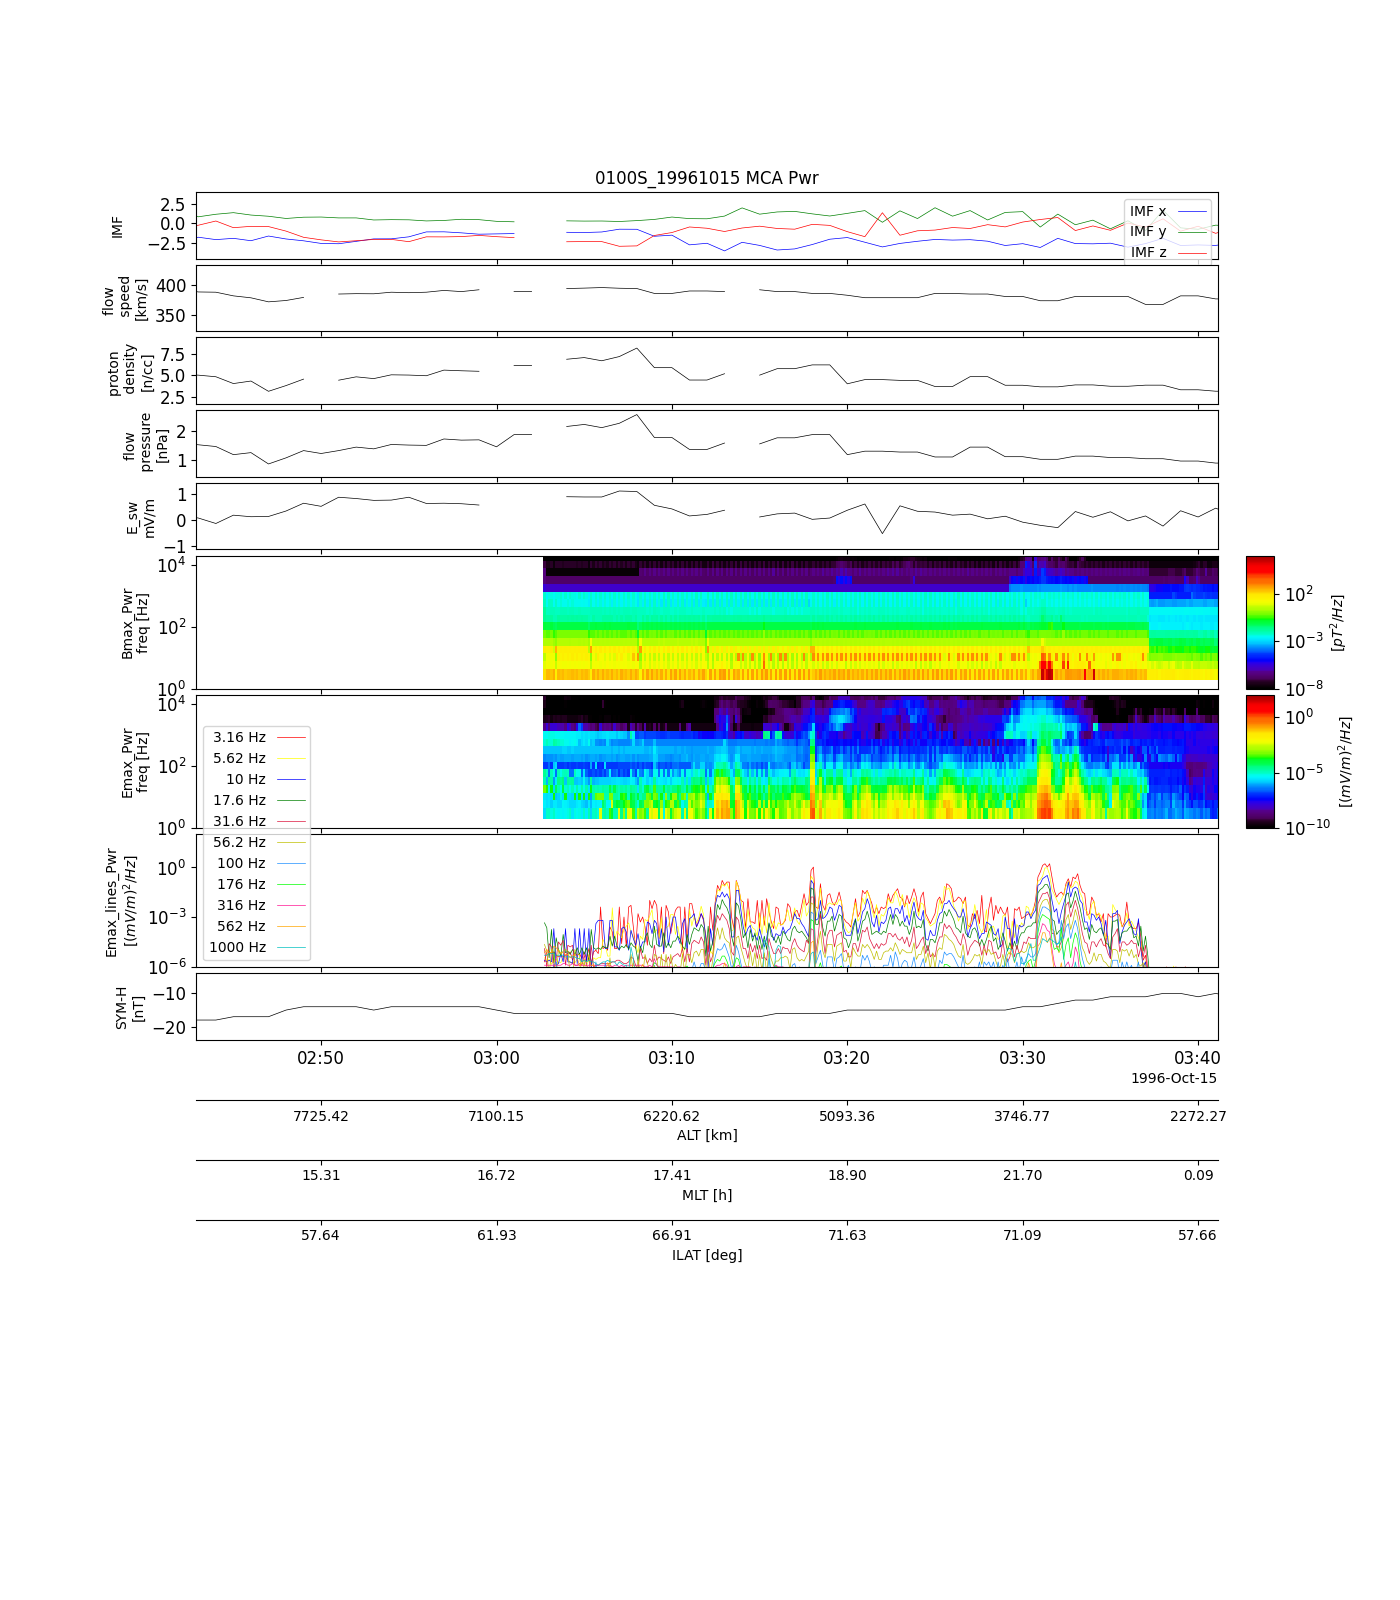 0100S_19961015 MCA Pwr
IMF
2.5
0.0
−2.5
IMF x
IMF y
IMF z
flow
speed
[km/s]
400
350
proton
density
[n/cc]
7.5
5.0
2.5
flow
pressure
[nPa]
2
1
E_sw
mV/m
1
0
−1
Bmax_Pwr
freq [Hz]
10^4
10^2
10^0
10^2
10^-3
10^-8
[pT^2/Hz]
Emax_Pwr
freq [Hz]
10^4
10^2
10^0
10^0
10^-5
10^-10
[(mV/m)^2/Hz]
3.16 Hz
5.62 Hz
10 Hz
17.6 Hz
31.6 Hz
56.2 Hz
100 Hz
176 Hz
316 Hz
562 Hz
1000 Hz
Emax_lines_Pwr
[(mV/m)^2/Hz]
10^0
10^-3
10^-6
SYM-H
[nT]
−10
−20
02:50 03:00 03:10 03:20 03:30 03:40
1996-Oct-15
7725.42 7100.15 6220.62 5093.36 3746.77 2272.27
ALT [km]
15.31 16.72 17.41 18.90 21.70 0.09
MLT [h]
57.64 61.93 66.91 71.63 71.09 57.66
ILAT [deg]